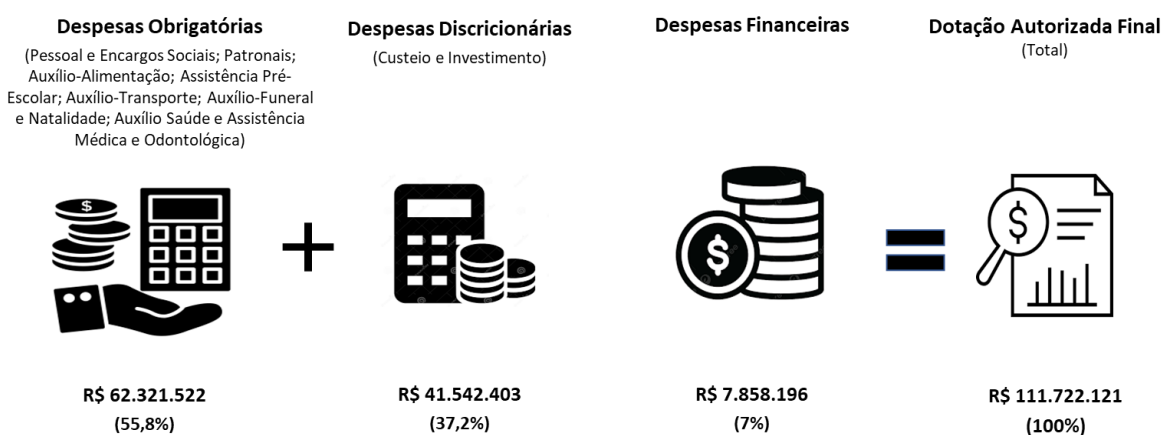 Despesas Obrigatórias
(Pessoal e Encargos Sociais; Patronais;
Auxílio-Alimentação; Assistência Pré-
Escolar; Auxílio-Transporte; Auxílio-Funeral
e Natalidade; Auxílio Saúde e Assistência
Médica e Odontológica)
R$ 62.321.522
(55,8%)
+
Despesas Discricionárias
(Custeio e Investimento)
R$ 41.542.403
(37,2%)
Despesas Financeiras
$
R$ 7.858.196
(7%)
=
Dotação Autorizada Final
(Total)
$
R$ 111.722.121
(100%)